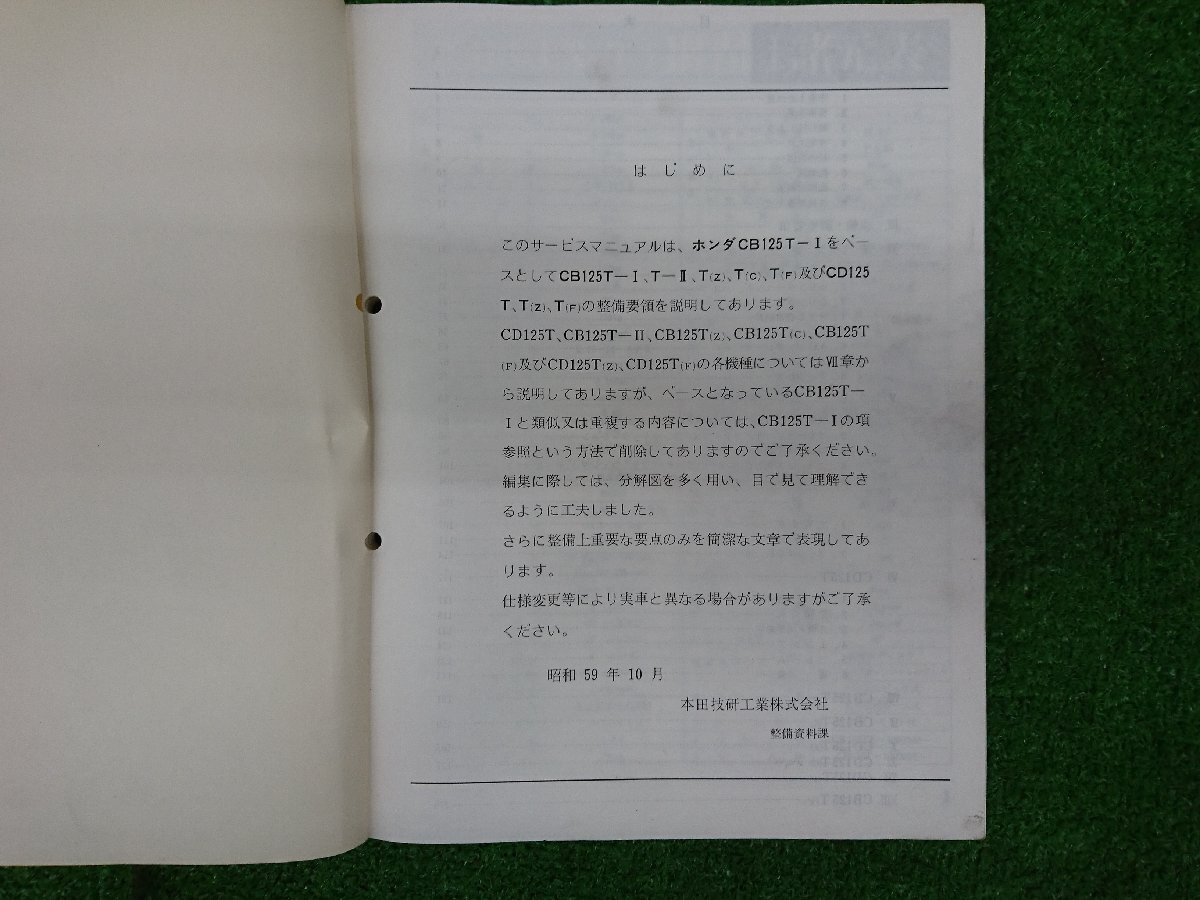 はじめに
このサービスマニュアルは、ホンダCB125T－Ⅰをベー
スとしてCB125T－Ⅰ、T－Ⅱ、T(Z)、T(C)、T(F)及びCD125
T、T(Z)、T(F)の整備要領を説明してあります。
CD125T、CB125T－Ⅱ、CB125T(Z)、CB125T(C)、CB125T
(F)及びCD125T(Z)、CD125T(F)の各機種についてはⅦ章か
ら説明してありますが、ベースとなっているCB125T－
Ⅰと類似又は重複する内容については、CB125T－Ⅰの項
参照という方法で削除してありますのでご了承ください。
編集に際しては、分解図を多く用い、目で見て理解でき
るように工夫しました。
さらに整備上重要な要点のみを簡潔な文章で表現してあ
ります。
仕様変更等により実車と異なる場合がありますがご了承
ください。
昭和 59 年 10 月
本田技研工業株式会社
整備資料課